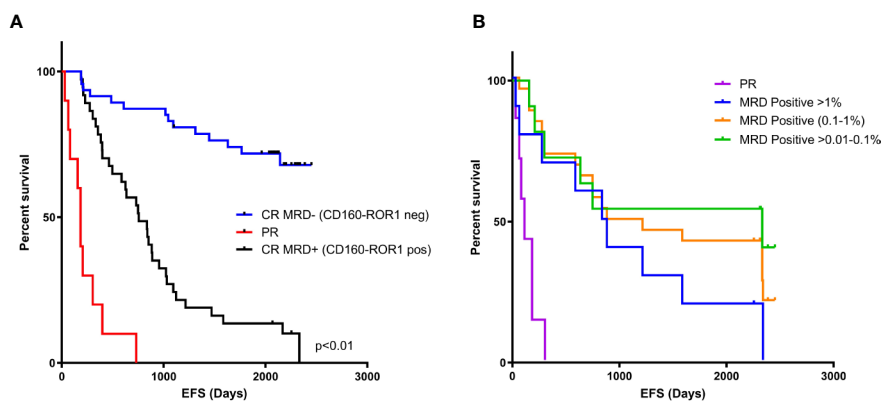 A
100
50
0
Percent survival
0
1000
2000
3000
EFS (Days)
CR MRD- (CD160-ROR1 neg)
PR
CR MRD+ (CD160-ROR1 pos)
p<0.01
B
100
50
0
Percent survival
0
1000
2000
3000
EFS (Days)
PR
MRD Positive >1%
MRD Positive (0.1-1%)
MRD Positive >0.01-0.1%